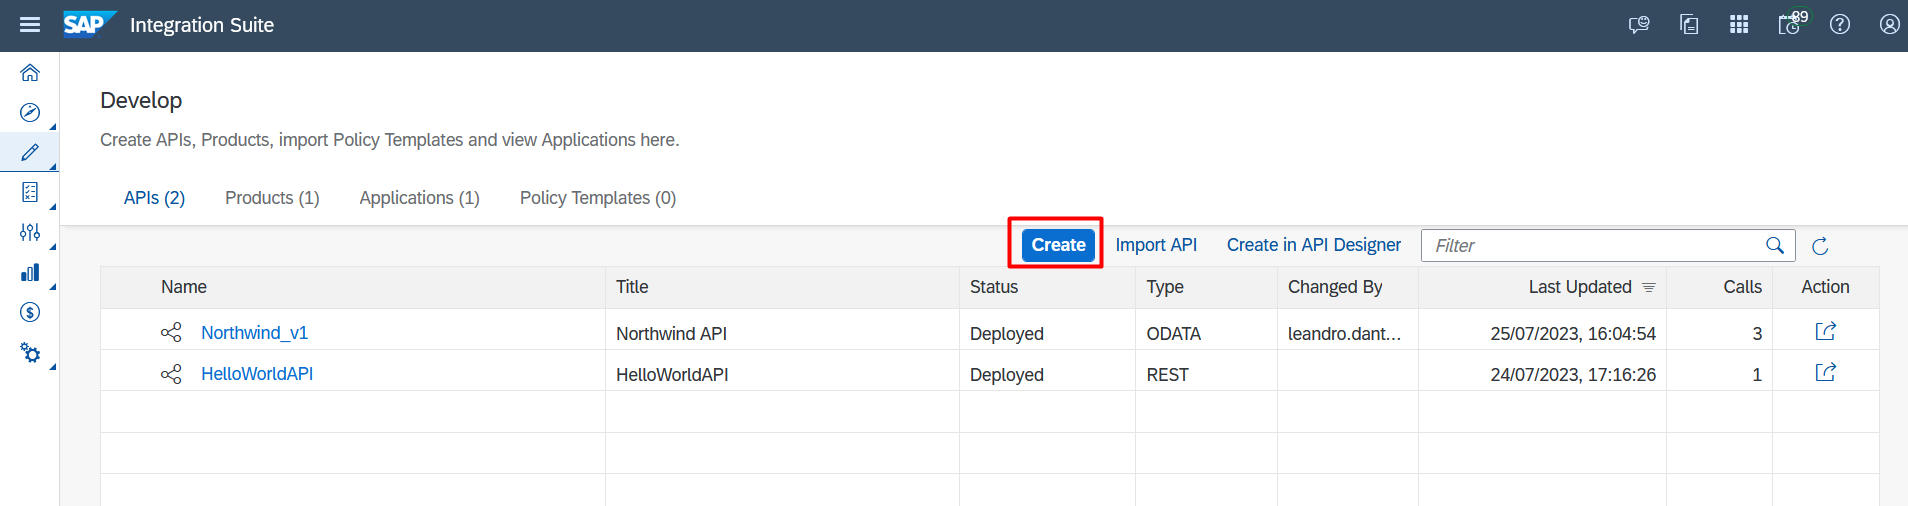 SAP Integration Suite 89
Develop
Create APIs, Products, import Policy Templates and view Applications here.
APIs (2) Products (1) Applications (1) Policy Templates (0)
Create Import API Create in API Designer Filter
Name Title Status Type Changed By Last Updated Calls Action
Northwind_v1 Northwind API Deployed ODATA leandro.dant... 25/07/2023, 16:04:54 3
HelloWorldAPI HelloWorldAPI Deployed REST 24/07/2023, 17:16:26 1